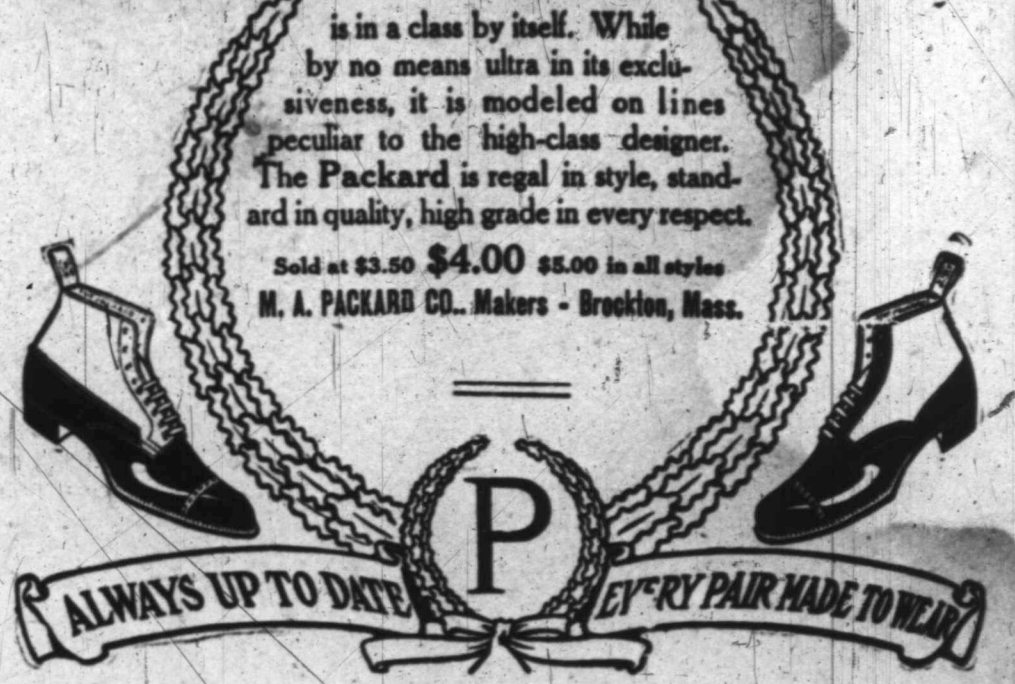 is in a class by itself. While
by no means ultra in its exclu-
siveness, it is modeled on lines
peculiar to the high-class designer.
The Packard is regal in style, stand-
ard in quality, high grade in every respect.
Sold at $3.50 $4.00 $5.00 in all styles
M. A. PACKARD CO.. Makers - Brockton, Mass.
P
ALWAYS UP TO DATE
EVERY PAIR MADE TO WEAR